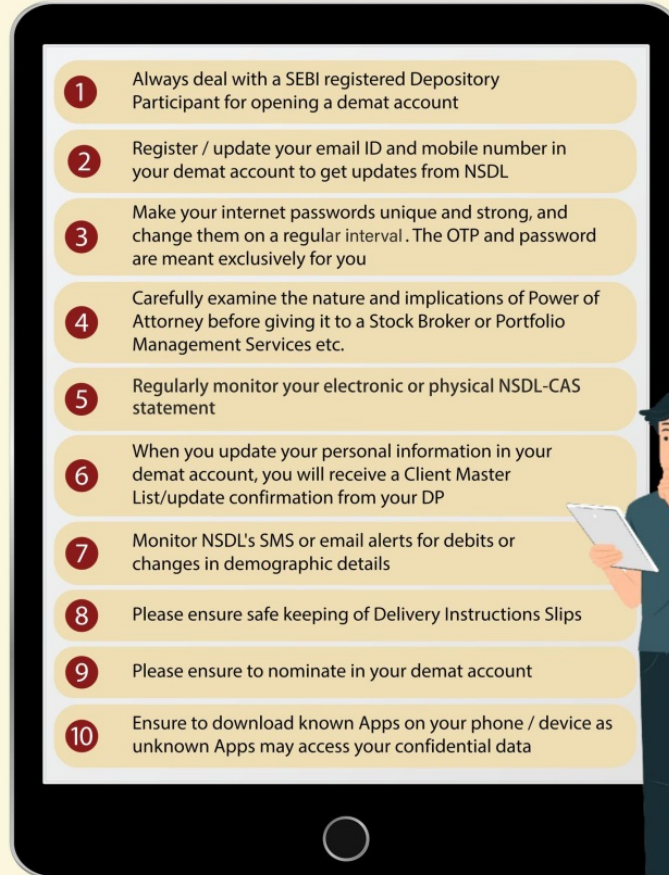 1 Always deal with a SEBI registered Depository
Participant for opening a demat account
2 Register / update your email ID and mobile number in
your demat account to get updates from NSDL
3 Make your internet passwords unique and strong, and
change them on a regular interval. The OTP and password
are meant exclusively for you
4 Carefully examine the nature and implications of Power of
Attorney before giving it to a Stock Broker or Portfolio
Management Services etc.
5 Regularly monitor your electronic or physical NSDL-CAS
statement
6 When you update your personal information in your
demat account, you will receive a Client Master
List/update confirmation from your DP
7 Monitor NSDL's SMS or email alerts for debits or
changes in demographic details
8 Please ensure safe keeping of Delivery Instructions Slips
9 Please ensure to nominate in your demat account
10 Ensure to download known Apps on your phone / device as
unknown Apps may access your confidential data